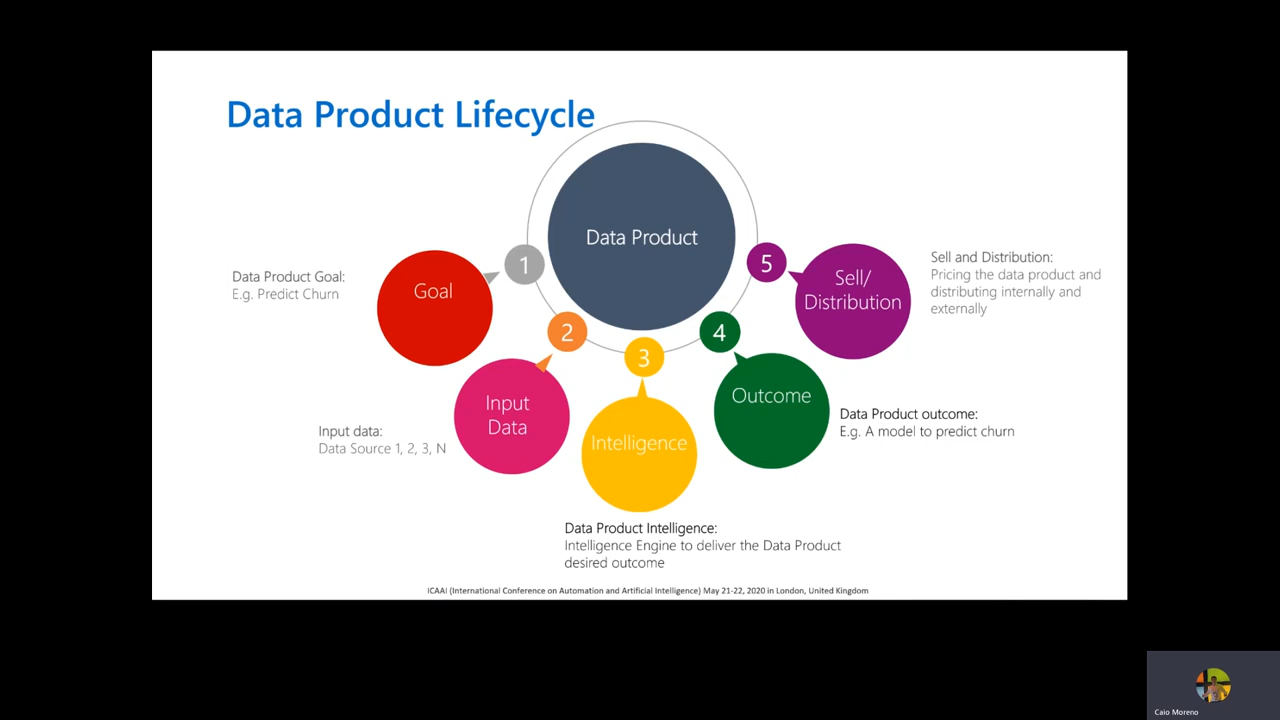 Data Product Lifecycle
Data Product
1
2
3
4
5
Goal
Data Product Goal:
E.g. Predict Churn
Input
Data
Input data:
Data Source 1, 2, 3, N
Intelligence
Data Product Intelligence:
Intelligence Engine to deliver the Data Product
desired outcome
Outcome
Data Product outcome:
E.g. A model to predict churn
Sell/
Distribution
Sell and Distribution:
Pricing the data product and
distributing internally and
externally
ICAAI (International Conference on Automation and Artificial Intelligence) May 21-22, 2020 in London, United Kingdom
Caio Moreno